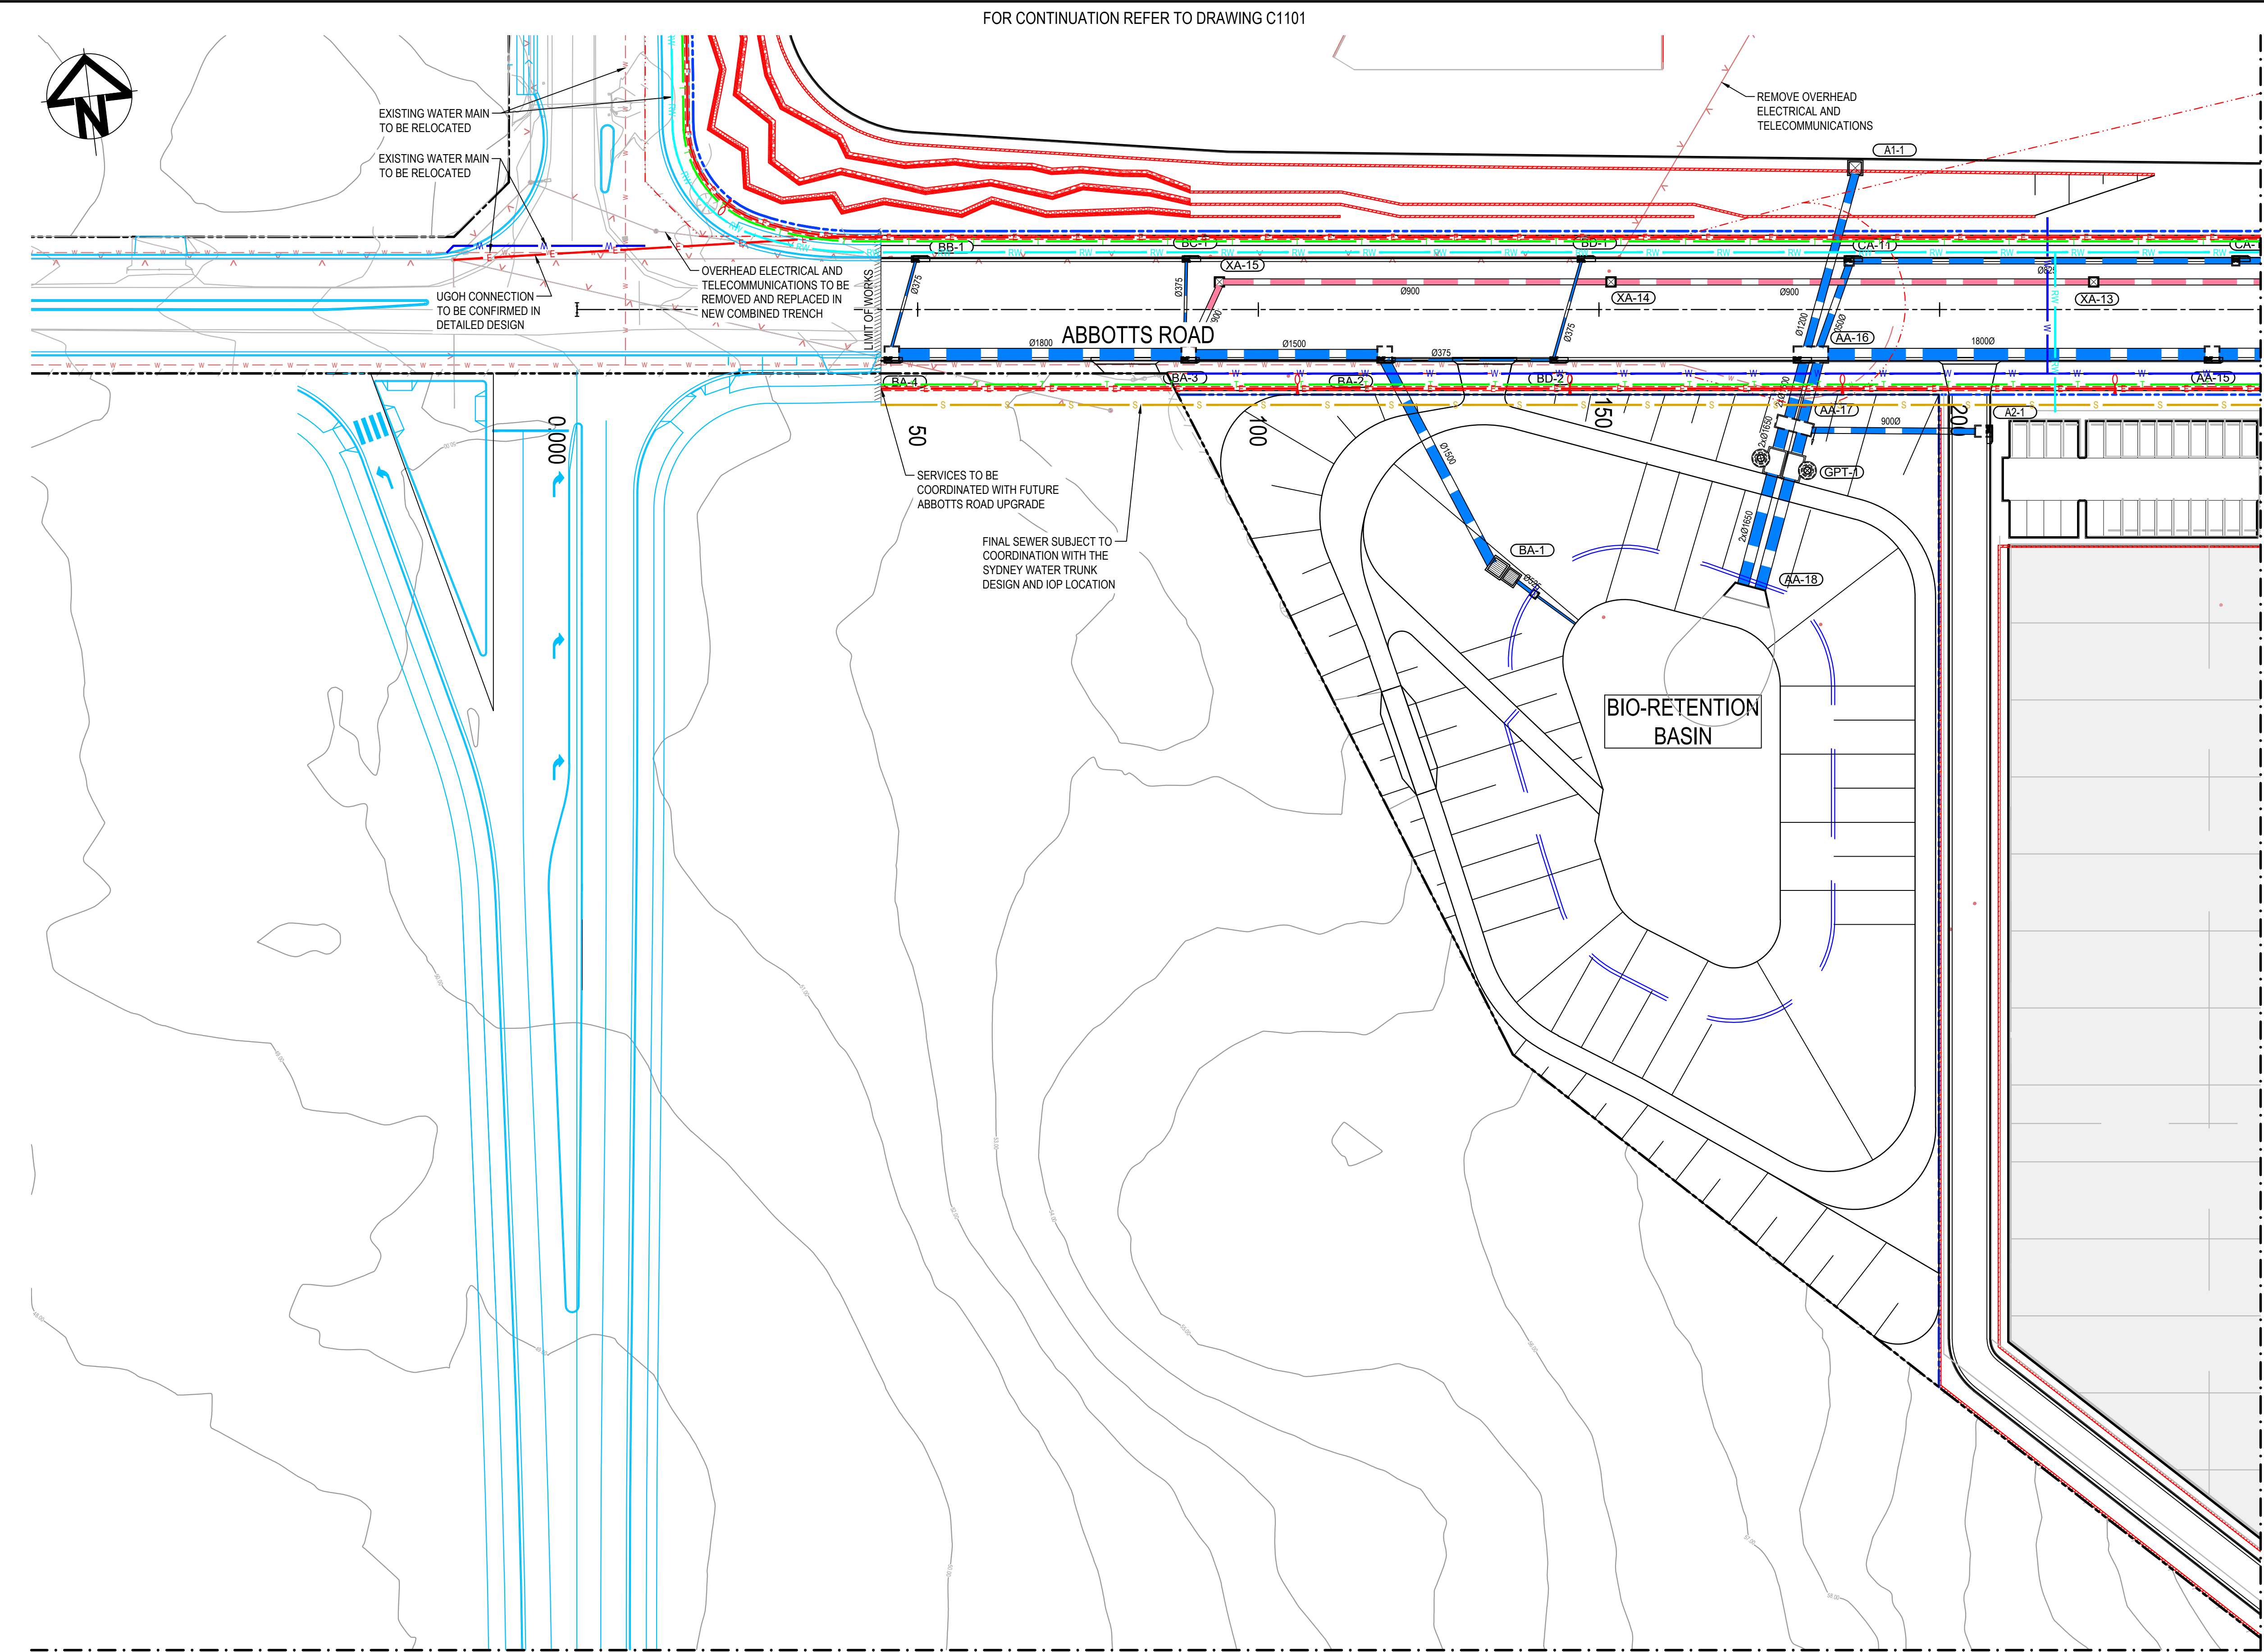 FOR CONTINUATION REFER TO DRAWING C1101
N
EXISTING WATER MAIN
TO BE RELOCATED
EXISTING WATER MAIN
TO BE RELOCATED
REMOVE OVERHEAD
ELECTRICAL AND
TELECOMMUNICATIONS
A1-1
OVERHEAD ELECTRICAL AND
TELECOMMUNICATIONS TO BE
REMOVED AND REPLACED IN
NEW COMBINED TRENCH
UGOH CONNECTION
TO BE CONFIRMED IN
DETAILED DESIGN
LIMIT OF WORKS
BB-1
BC-1
BD-1
CA-11
CA-
XA-15
XA-14
XA-13
Ø375
Ø375
Ø900
Ø900
Ø375
Ø1200
ABBOTTS ROAD
Ø1800
Ø1500
Ø375
AA-16
1800Ø
BA-4
BA-3
BA-2
BD-2
AA-15
AA-17
A2-1
0.000
50
100
150
200
900Ø
2xØ1650
GPT-1
Ø1500
2xØ1650
SERVICES TO BE
COORDINATED WITH FUTURE
ABBOTTS ROAD UPGRADE
FINAL SEWER SUBJECT TO
COORDINATION WITH THE
SYDNEY WATER TRUNK
DESIGN AND IOP LOCATION
BA-1
AA-18
BIO-RETENTION
BASIN